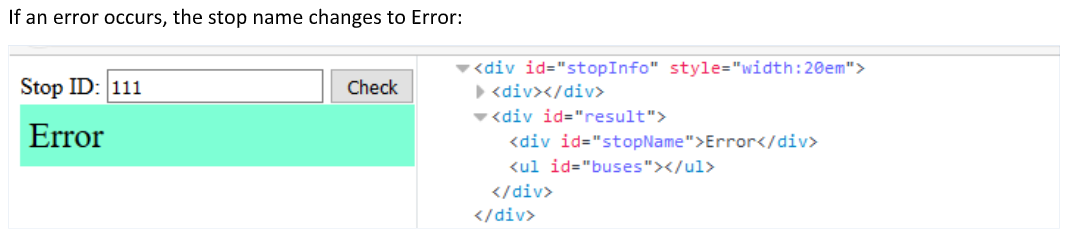 If an error occurs, the stop name changes to Error:
Stop ID: 111 Check
Error
<div id="stopInfo" style="width:20em">
<div></div>
<div id="result">
<div id="stopName">Error</div>
<ul id="buses"></ul>
</div>
</div>